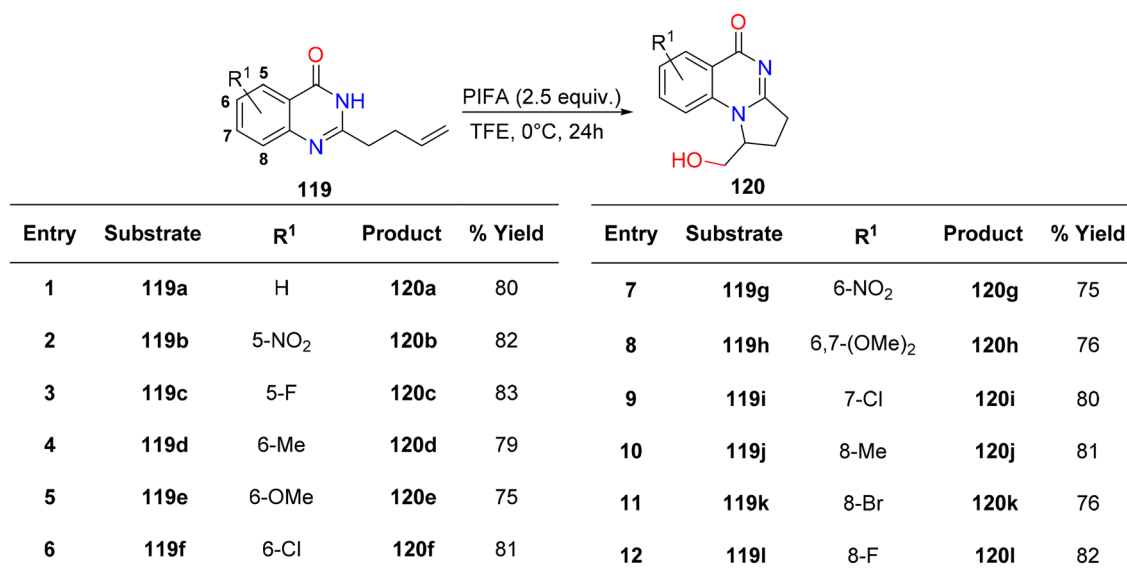 R¹
5
6
7
8
O
NH
N
119
PIFA (2.5 equiv.)
TFE, 0°C, 24h
R¹
O
N
N
HO
120
Entry Substrate R¹ Product % Yield
1 119a H 120a 80
2 119b 5-NO₂ 120b 82
3 119c 5-F 120c 83
4 119d 6-Me 120d 79
5 119e 6-OMe 120e 75
6 119f 6-Cl 120f 81
Entry Substrate R¹ Product % Yield
7 119g 6-NO₂ 120g 75
8 119h 6,7-(OMe)₂ 120h 76
9 119i 7-Cl 120i 80
10 119j 8-Me 120j 81
11 119k 8-Br 120k 76
12 119l 8-F 120l 82